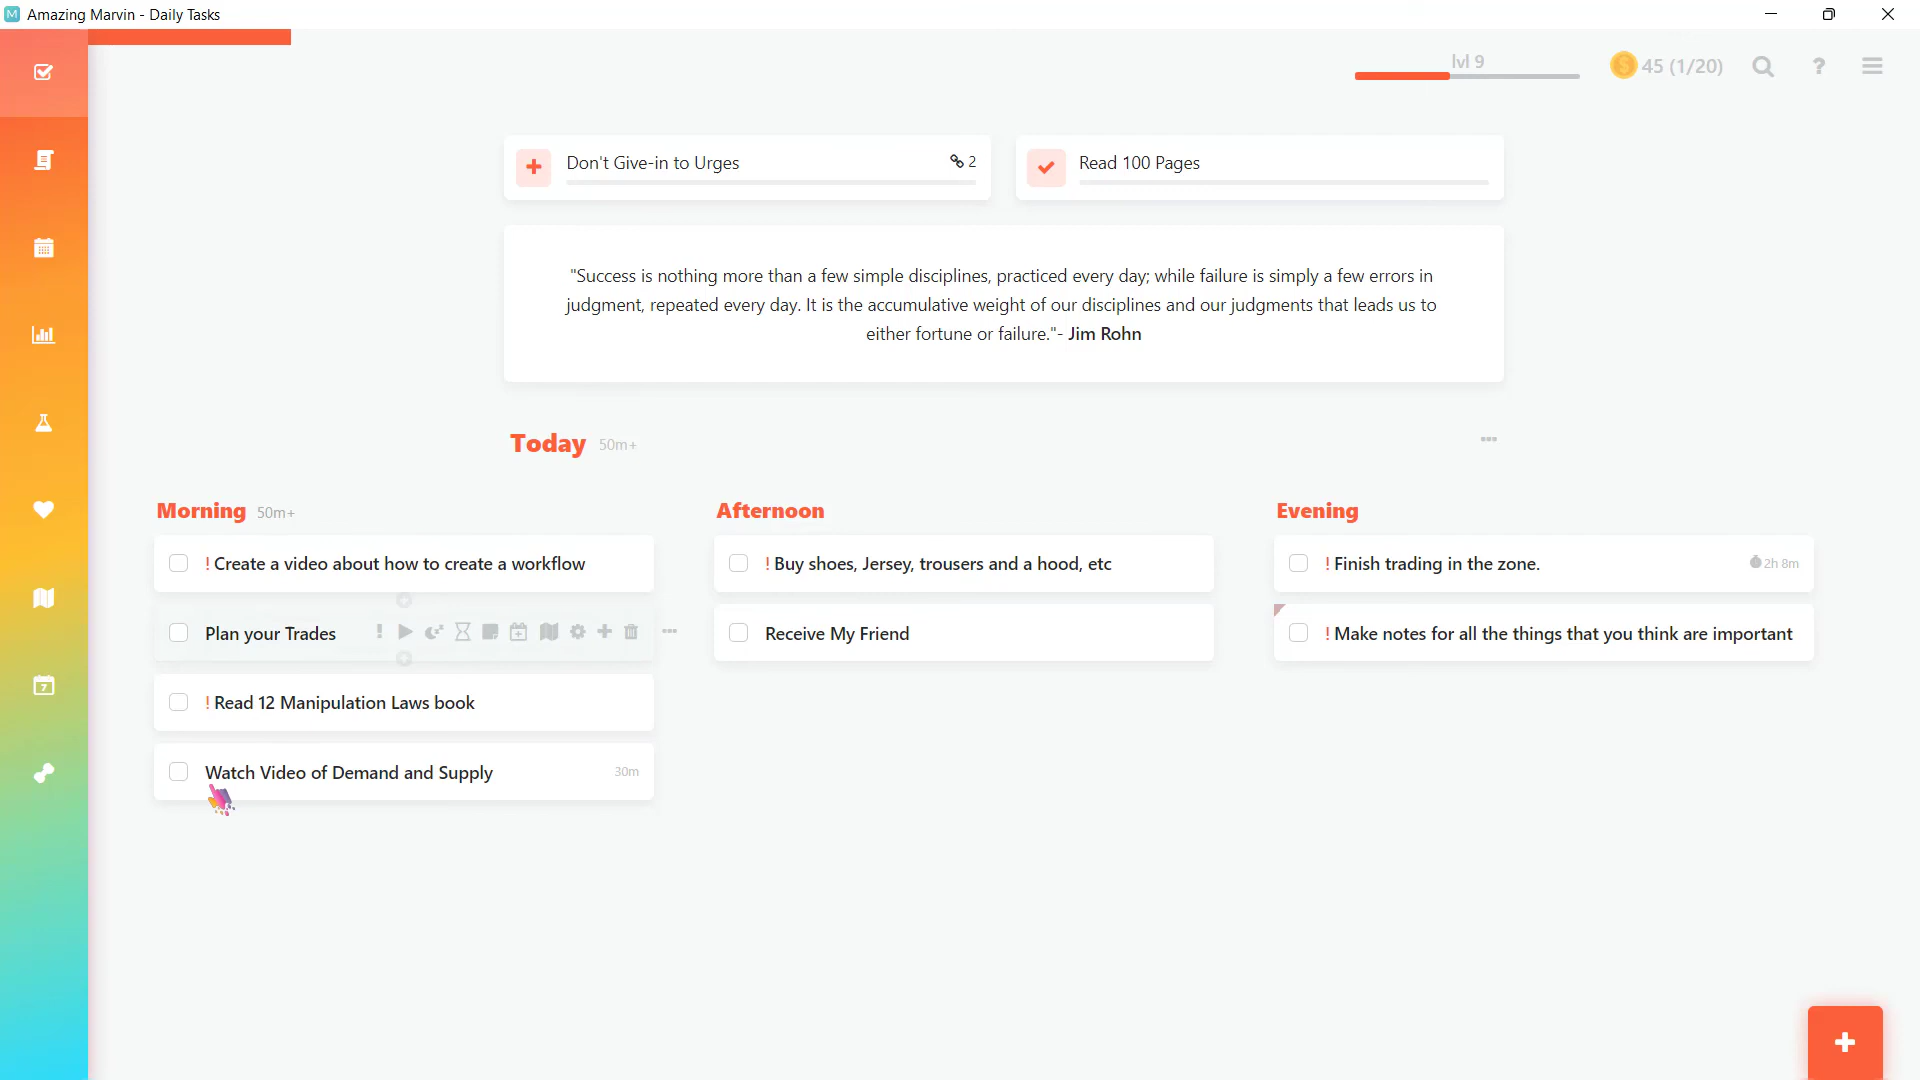 Amazing Marvin - Daily Tasks
lvl 9
45 (1/20)
?
Don't Give-in to Urges
2
Read 100 Pages
"Success is nothing more than a few simple disciplines, practiced every day; while failure is simply a few errors in
judgment, repeated every day. It is the accumulative weight of our disciplines and our judgments that leads us to
either fortune or failure."- Jim Rohn
Today 50m+
Morning 50m+
! Create a video about how to create a workflow
Plan your Trades
! Read 12 Manipulation Laws book
Watch Video of Demand and Supply 30m
Afternoon
! Buy shoes, Jersey, trousers and a hood, etc
Receive My Friend
Evening
! Finish trading in the zone. 2h 8m
! Make notes for all the things that you think are important
7